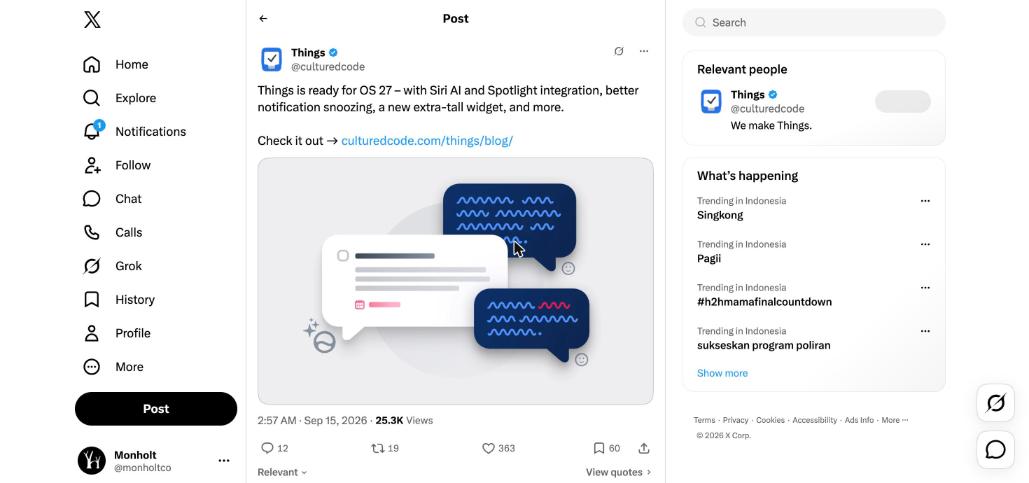 Home
Explore
1
Notifications
Follow
Chat
Calls
Grok
History
Profile
More
Post
Monholt
@monholtco
Post
Things
@culturedcode
Things is ready for OS 27 – with Siri AI and Spotlight integration, better
notification snoozing, a new extra-tall widget, and more.
Check it out → culturedcode.com/things/blog/
2:57 AM · Sep 15, 2026 · 25.3K Views
12
19
363
60
Relevant
View quotes
Search
Relevant people
Things
@culturedcode
We make Things.
What's happening
Trending in Indonesia
Singkong
Trending in Indonesia
Pagii
Trending in Indonesia
#h2hmamafinalcountdown
Trending in Indonesia
sukseskan program poliran
Show more
Terms · Privacy · Cookies · Accessibility · Ads Info · More ···
© 2026 X Corp.